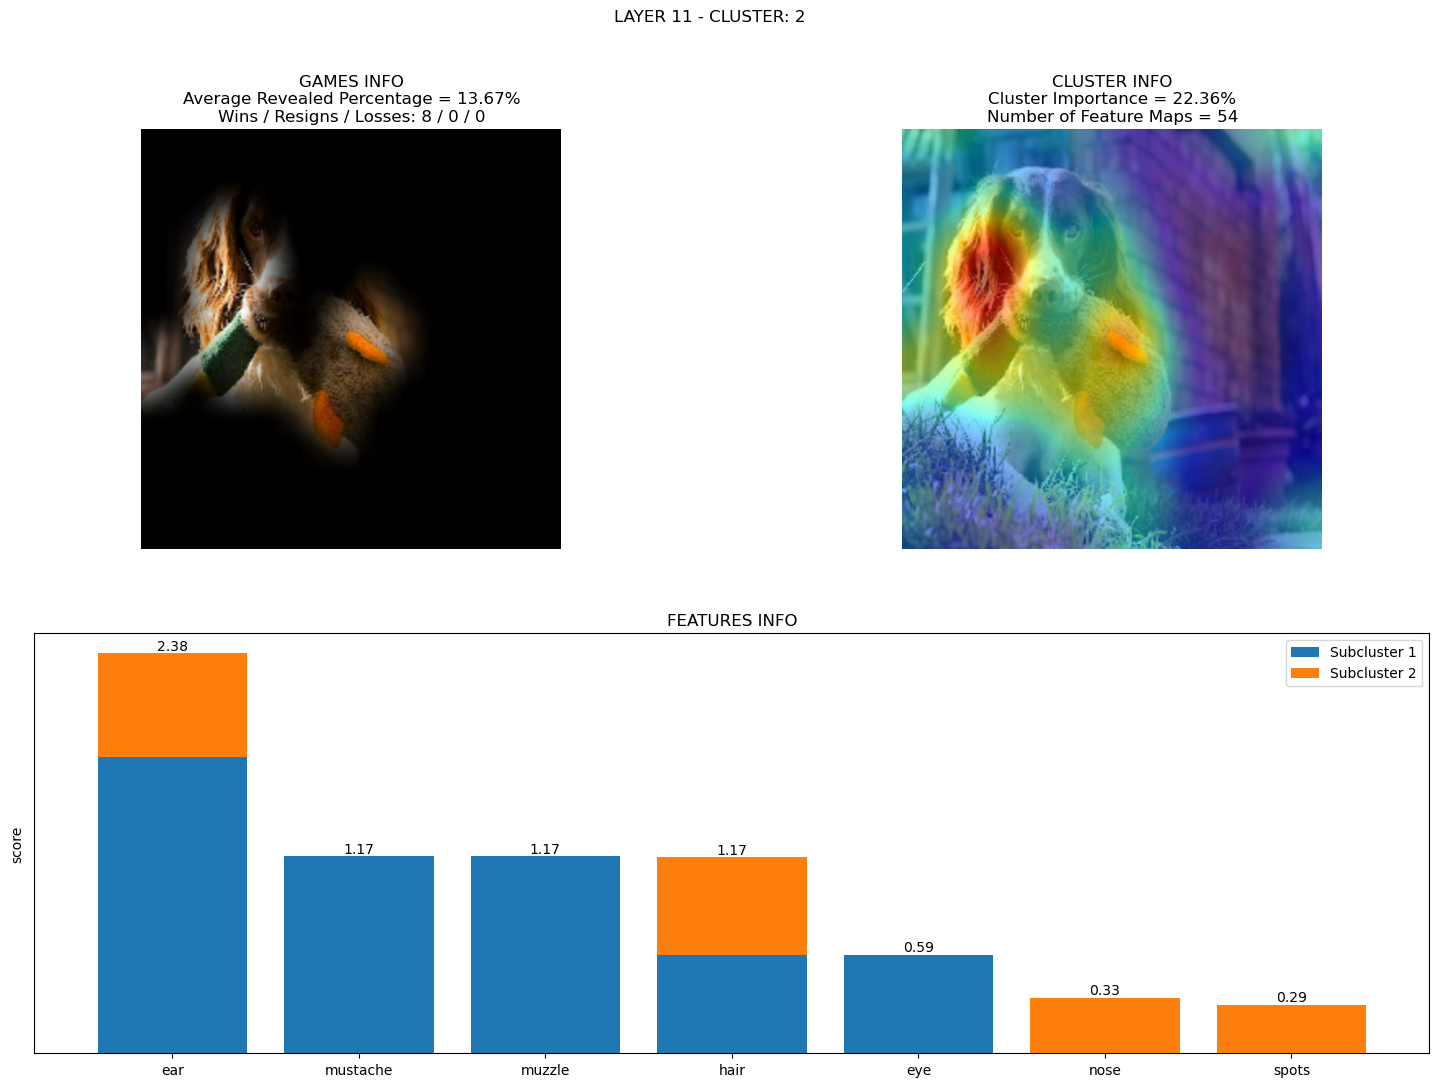 LAYER 11 - CLUSTER: 2
GAMES INFO
Average Revealed Percentage = 13.67%
Wins / Resigns / Losses: 8 / 0 / 0
CLUSTER INFO
Cluster Importance = 22.36%
Number of Feature Maps = 54
FEATURES INFO
score
2.38
1.17
1.17
1.17
0.59
0.33
0.29
Subcluster 1
Subcluster 2
ear
mustache
muzzle
hair
eye
nose
spots